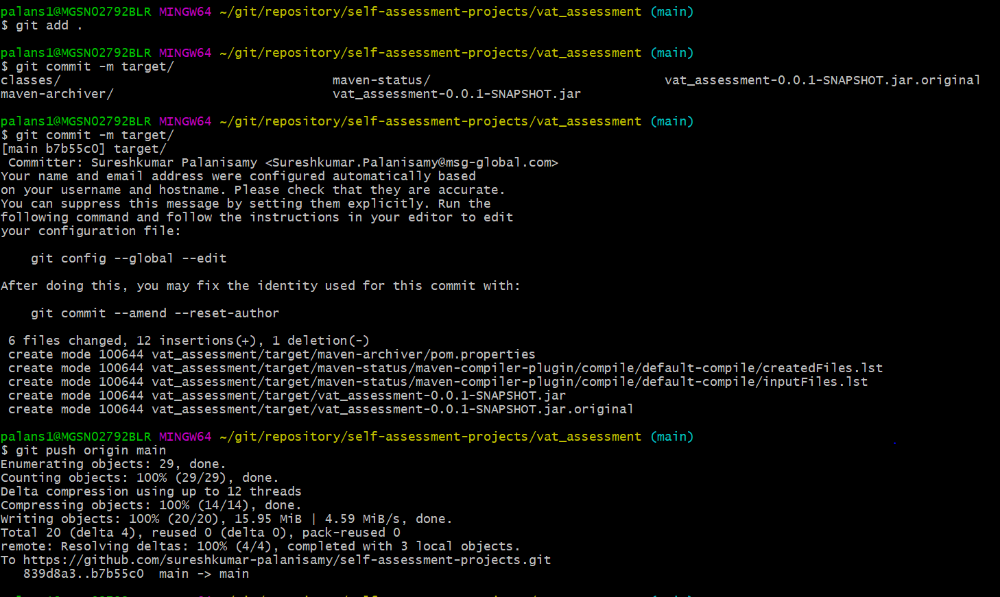 palans1@MGSN02792BLR MINGW64 ~/git/repository/self-assessment-projects/vat_assessment (main)
$ git add .
palans1@MGSN02792BLR MINGW64 ~/git/repository/self-assessment-projects/vat_assessment (main)
$ git commit -m target/
classes/ maven-status/ vat_assessment-0.0.1-SNAPSHOT.jar.original
maven-archiver/ vat_assessment-0.0.1-SNAPSHOT.jar
palans1@MGSN02792BLR MINGW64 ~/git/repository/self-assessment-projects/vat_assessment (main)
$ git commit -m target/
[main b7b55c0] target/
Committer: Sureshkumar Palanisamy <Sureshkumar.Palanisamy@msg-global.com>
Your name and email address were configured automatically based
on your username and hostname. Please check that they are accurate.
You can suppress this message by setting them explicitly. Run the
following command and follow the instructions in your editor to edit
your configuration file:
git config --global --edit
After doing this, you may fix the identity used for this commit with:
git commit --amend --reset-author
6 files changed, 12 insertions(+), 1 deletion(-)
create mode 100644 vat_assessment/target/maven-archiver/pom.properties
create mode 100644 vat_assessment/target/maven-status/maven-compiler-plugin/compile/default-compile/createdFiles.lst
create mode 100644 vat_assessment/target/maven-status/maven-compiler-plugin/compile/default-compile/inputFiles.lst
create mode 100644 vat_assessment/target/vat_assessment-0.0.1-SNAPSHOT.jar
create mode 100644 vat_assessment/target/vat_assessment-0.0.1-SNAPSHOT.jar.original
palans1@MGSN02792BLR MINGW64 ~/git/repository/self-assessment-projects/vat_assessment (main)
$ git push origin main
Enumerating objects: 29, done.
Counting objects: 100% (29/29), done.
Delta compression using up to 12 threads
Compressing objects: 100% (14/14), done.
Writing objects: 100% (20/20), 15.95 MiB | 4.59 MiB/s, done.
Total 20 (delta 4), reused 0 (delta 0), pack-reused 0
remote: Resolving deltas: 100% (4/4), completed with 3 local objects.
To https://github.com/sureshkumar-palanisamy/self-assessment-projects.git
839d8a3..b7b55c0 main -> main